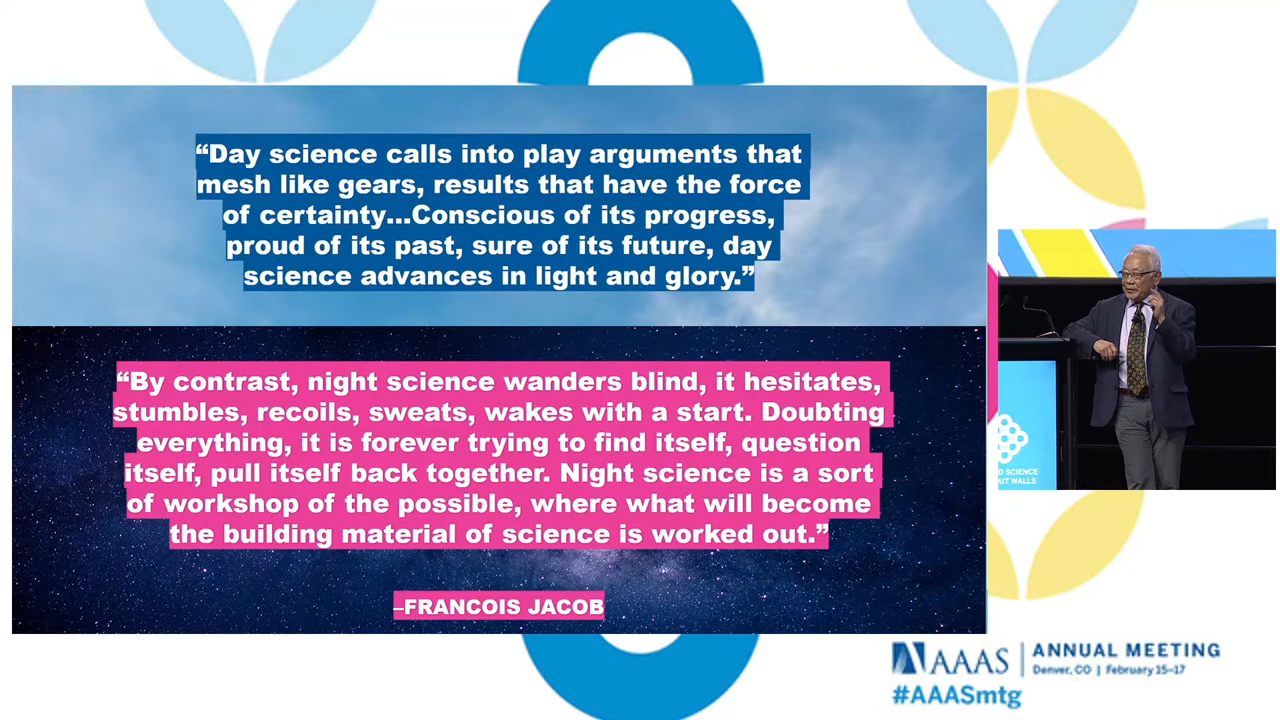 “Day science calls into play arguments that
mesh like gears, results that have the force
of certainty...Conscious of its progress,
proud of its past, sure of its future, day
science advances in light and glory.”
“By contrast, night science wanders blind, it hesitates,
stumbles, recoils, sweats, wakes with a start. Doubting
everything, it is forever trying to find itself, question
itself, pull itself back together. Night science is a sort
of workshop of the possible, where what will become
the building material of science is worked out.”
–FRANCOIS JACOB
SCIENCE
OUT WALLS
AAAS | ANNUAL MEETING
Denver, CO | February 15–17
#AAASmtg